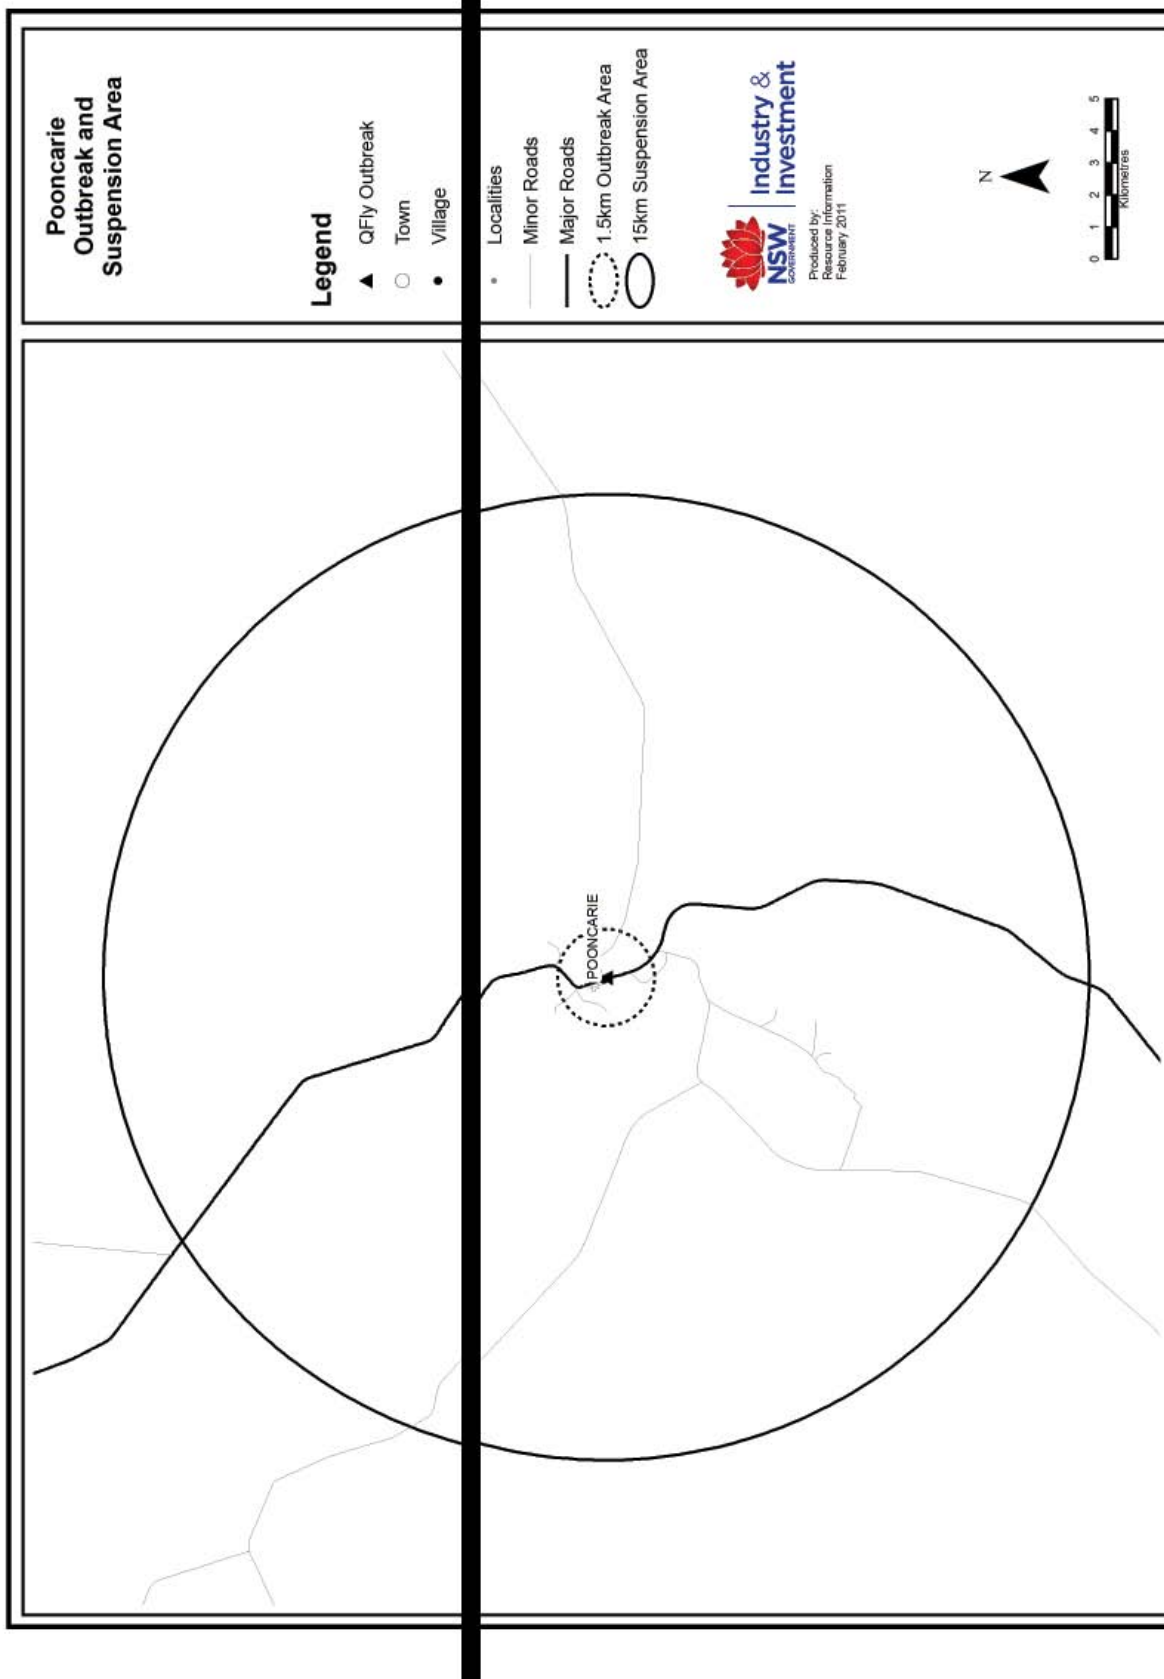 Pooncarie
Outbreak and
Suspension Area
Legend
QFly Outbreak
Town
Village
Localities
Minor Roads
Major Roads
1.5km Outbreak Area
15km Suspension Area
NSW
GOVERNMENT
Industry &
Investment
Produced by:
Resource Information
February 2011
N
0 1 2 3 4 5
Kilometres
POONCARIE